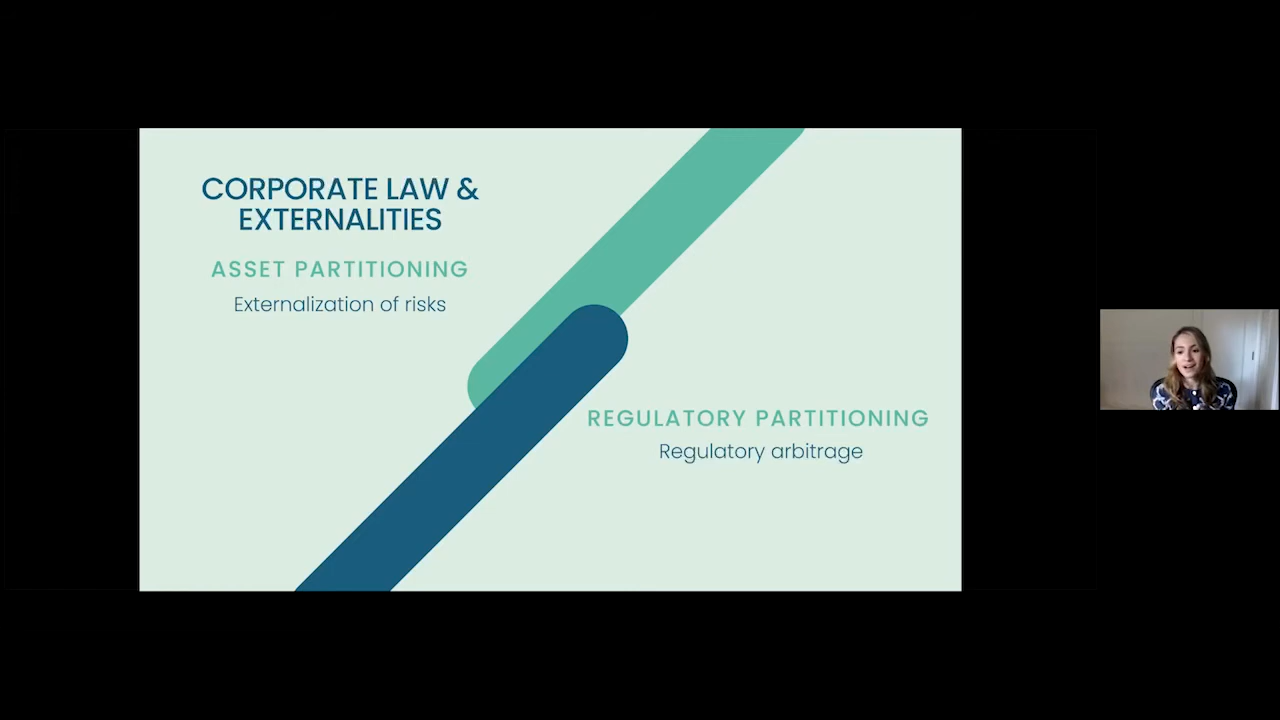 CORPORATE LAW &
EXTERNALITIES
ASSET PARTITIONING
Externalization of risks
REGULATORY PARTITIONING
Regulatory arbitrage